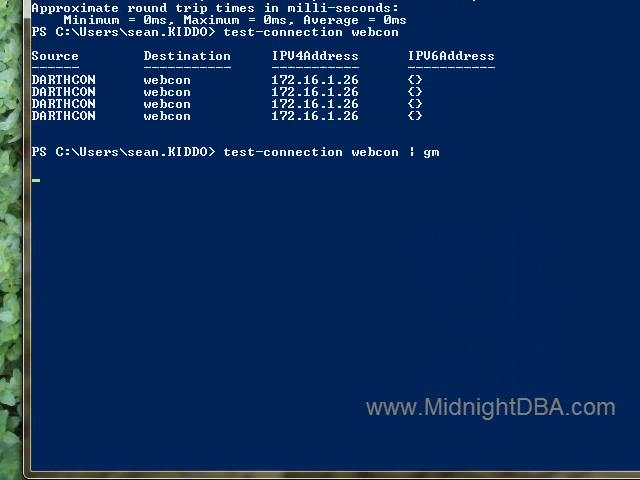 Approximate round trip times in milli-seconds:
    Minimum = 0ms, Maximum = 0ms, Average = 0ms
PS C:\Users\sean.KIDDO> test-connection webcon
Source        Destination     IPV4Address      IPV6Address
------        -----------     -----------      -----------
DARTHCON      webcon          172.16.1.26      {}
DARTHCON      webcon          172.16.1.26      {}
DARTHCON      webcon          172.16.1.26      {}
DARTHCON      webcon          172.16.1.26      {}
PS C:\Users\sean.KIDDO> test-connection webcon | gm
www.MidnightDBA.com